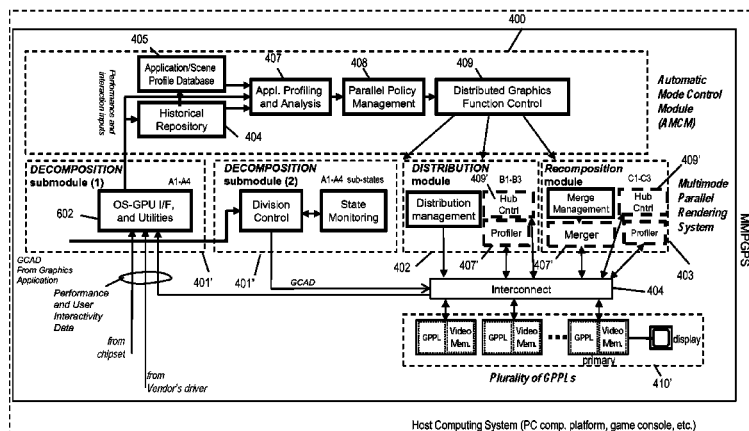 400
405
Application/Scene
Profile Database
407
408
409
Performance and
interaction inputs
Appl. Profiling
and Analysis
Parallel Policy
Management
Distributed Graphics
Function Control
Automatic
Mode Control
Module
(AMCM)
Historical
Repository
404
DECOMPOSITION
submodule (1)
A1-A4
OS-GPU I/F,
and Utilities
602
DECOMPOSITION
submodule (2)
A1-A4 sub-states
Division
Control
State
Monitoring
DISTRIBUTION
module
B1-B3
409'
Distribution
management
Hub
Cntrl
Profiler
407'
402
Recomposition
module
C1-C3
409'
Merge
Management
Hub
Cntrl
Merger
Profiler
407'
403
Multimode
Parallel
Rendering
System
MMPGPS
GCAD
From Graphics
Application
401'
401"
Performance
and User
Interactivity
Data
GCAD
Interconnect
404
from
chipset
from
Vendor's driver
GPPL
Video
Mem.
GPPL
Video
Mem.
GPPL
Video
Mem.
display
primary
Plurality of GPPLs
410'
Host Computing System (PC comp. platform, game console, etc.)